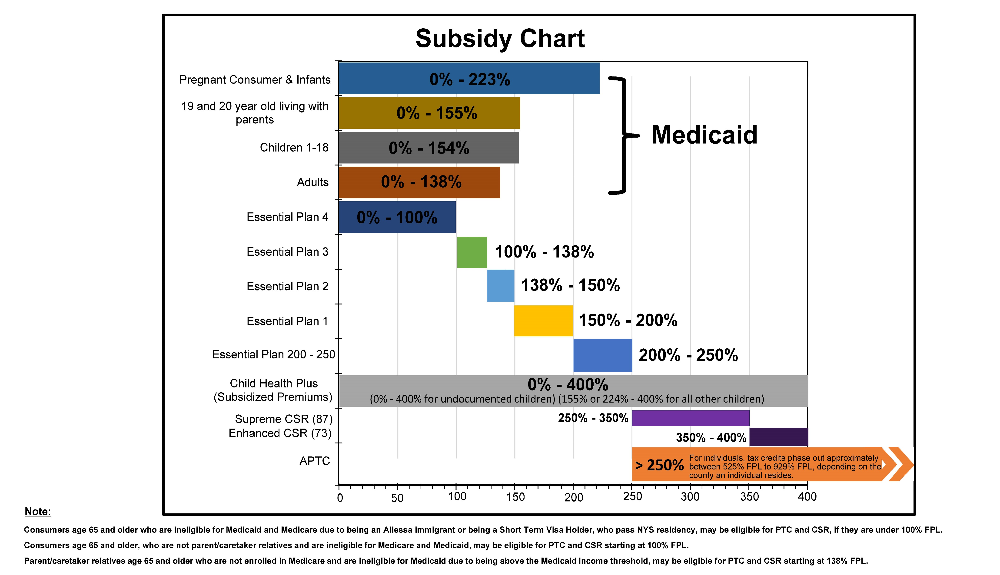 Subsidy Chart
Pregnant Consumer & Infants
0% - 223%
19 and 20 year old living with
parents
0% - 155%
Children 1-18
0% - 154%
Adults
0% - 138%
Medicaid
Essential Plan 4
0% - 100%
Essential Plan 3
100% - 138%
Essential Plan 2
138% - 150%
Essential Plan 1
150% - 200%
Essential Plan 200 - 250
200% - 250%
Child Health Plus
(Subsidized Premiums)
0% - 400%
(0% - 400% for undocumented children) (155% or 224% - 400% for all other children)
Supreme CSR (87)
250% - 350%
Enhanced CSR (73)
350% - 400%
APTC
> 250%
For individuals, tax credits phase out approximately
between 525% FPL to 929% FPL, depending on the
county an individual resides.
0 50 100 150 200 250 300 350 400
Note:
Consumers age 65 and older who are ineligible for Medicaid and Medicare due to being an Aliessa immigrant or being a Short Term Visa Holder, who pass NYS residency, may be eligible for PTC and CSR, if they are under 100% FPL.
Consumers age 65 and older, who are not parent/caretaker relatives and are ineligible for Medicare and Medicaid, may be eligible for PTC and CSR starting at 100% FPL.
Parent/caretaker relatives age 65 and older who are not enrolled in Medicare and are ineligible for Medicaid due to being above the Medicaid income threshold, may be eligible for PTC and CSR starting at 138% FPL.